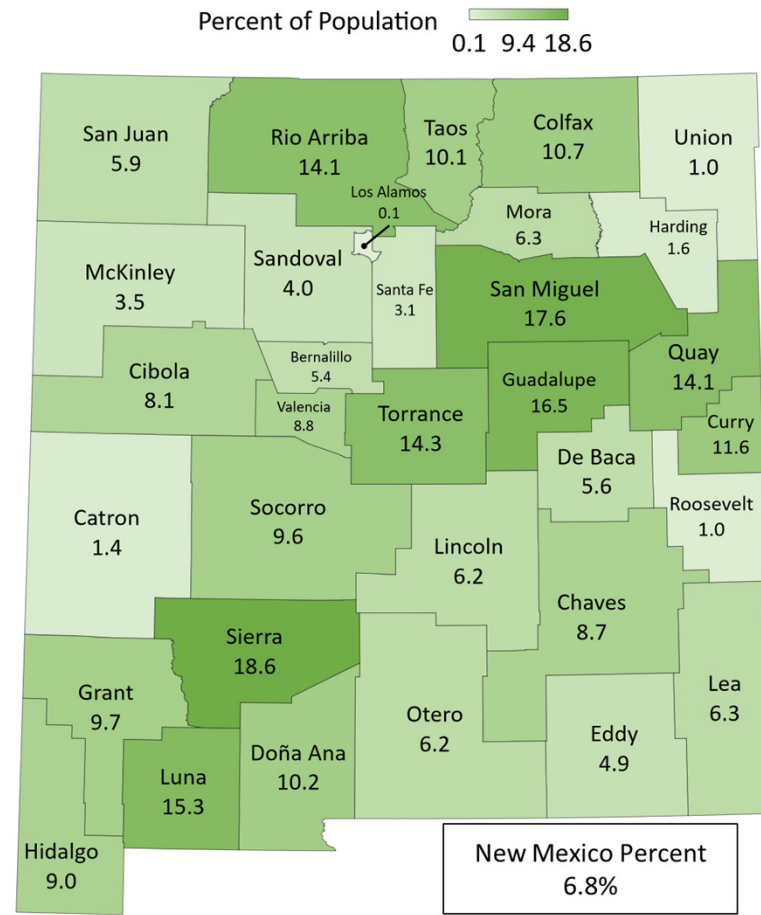 Percent of Population
0.1 9.4 18.6
San Juan
5.9
Rio Arriba
14.1
Taos
10.1
Colfax
10.7
Union
1.0
Los Alamos
0.1
Mora
6.3
Harding
1.6
McKinley
3.5
Sandoval
4.0
Santa Fe
3.1
San Miguel
17.6
Quay
14.1
Cibola
8.1
Bernalillo
5.4
Valencia
8.8
Torrance
14.3
Guadalupe
16.5
Curry
11.6
De Baca
5.6
Roosevelt
1.0
Catron
1.4
Socorro
9.6
Lincoln
6.2
Chaves
8.7
Sierra
18.6
Grant
9.7
Luna
15.3
Doña Ana
10.2
Otero
6.2
Eddy
4.9
Lea
6.3
Hidalgo
9.0
New Mexico Percent
6.8%